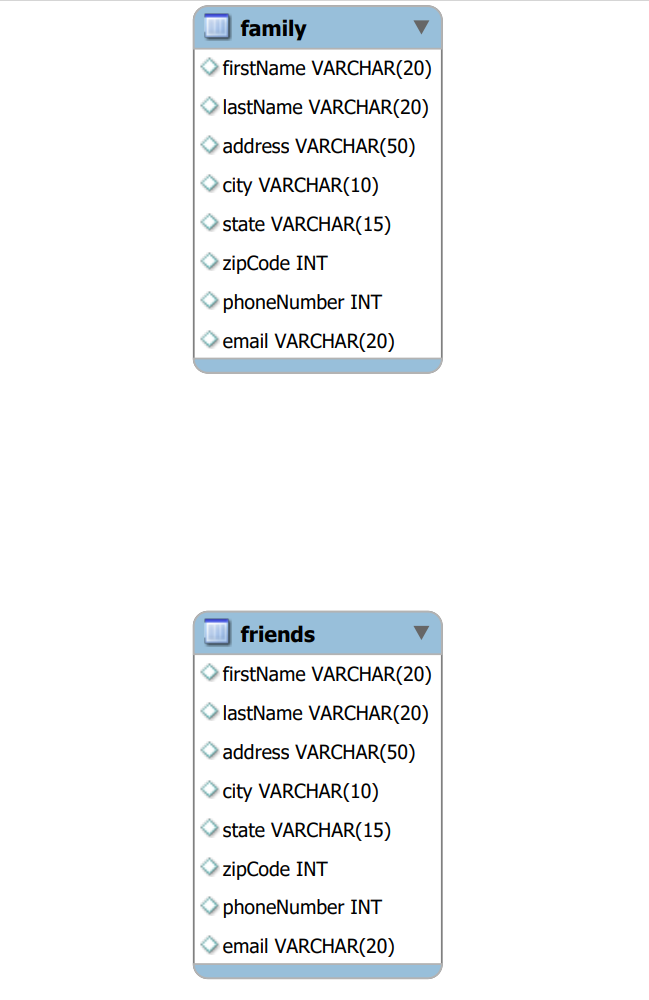 family
firstName VARCHAR(20)
lastName VARCHAR(20)
address VARCHAR(50)
city VARCHAR(10)
state VARCHAR(15)
zipCode INT
phoneNumber INT
email VARCHAR(20)
friends
firstName VARCHAR(20)
lastName VARCHAR(20)
address VARCHAR(50)
city VARCHAR(10)
state VARCHAR(15)
zipCode INT
phoneNumber INT
email VARCHAR(20)